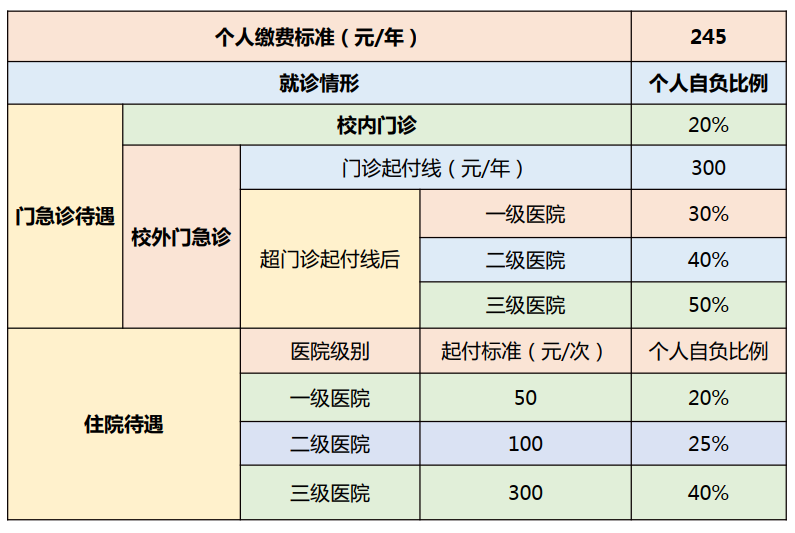 个人缴费标准（元/年） 245
就诊情形 个人自负比例
门急诊待遇 校内门诊 20%
校外门急诊 门诊起付线（元/年） 300
超门诊起付线后 一级医院 30%
二级医院 40%
三级医院 50%
住院待遇 医院级别 起付标准（元/次） 个人自负比例
一级医院 50 20%
二级医院 100 25%
三级医院 300 40%